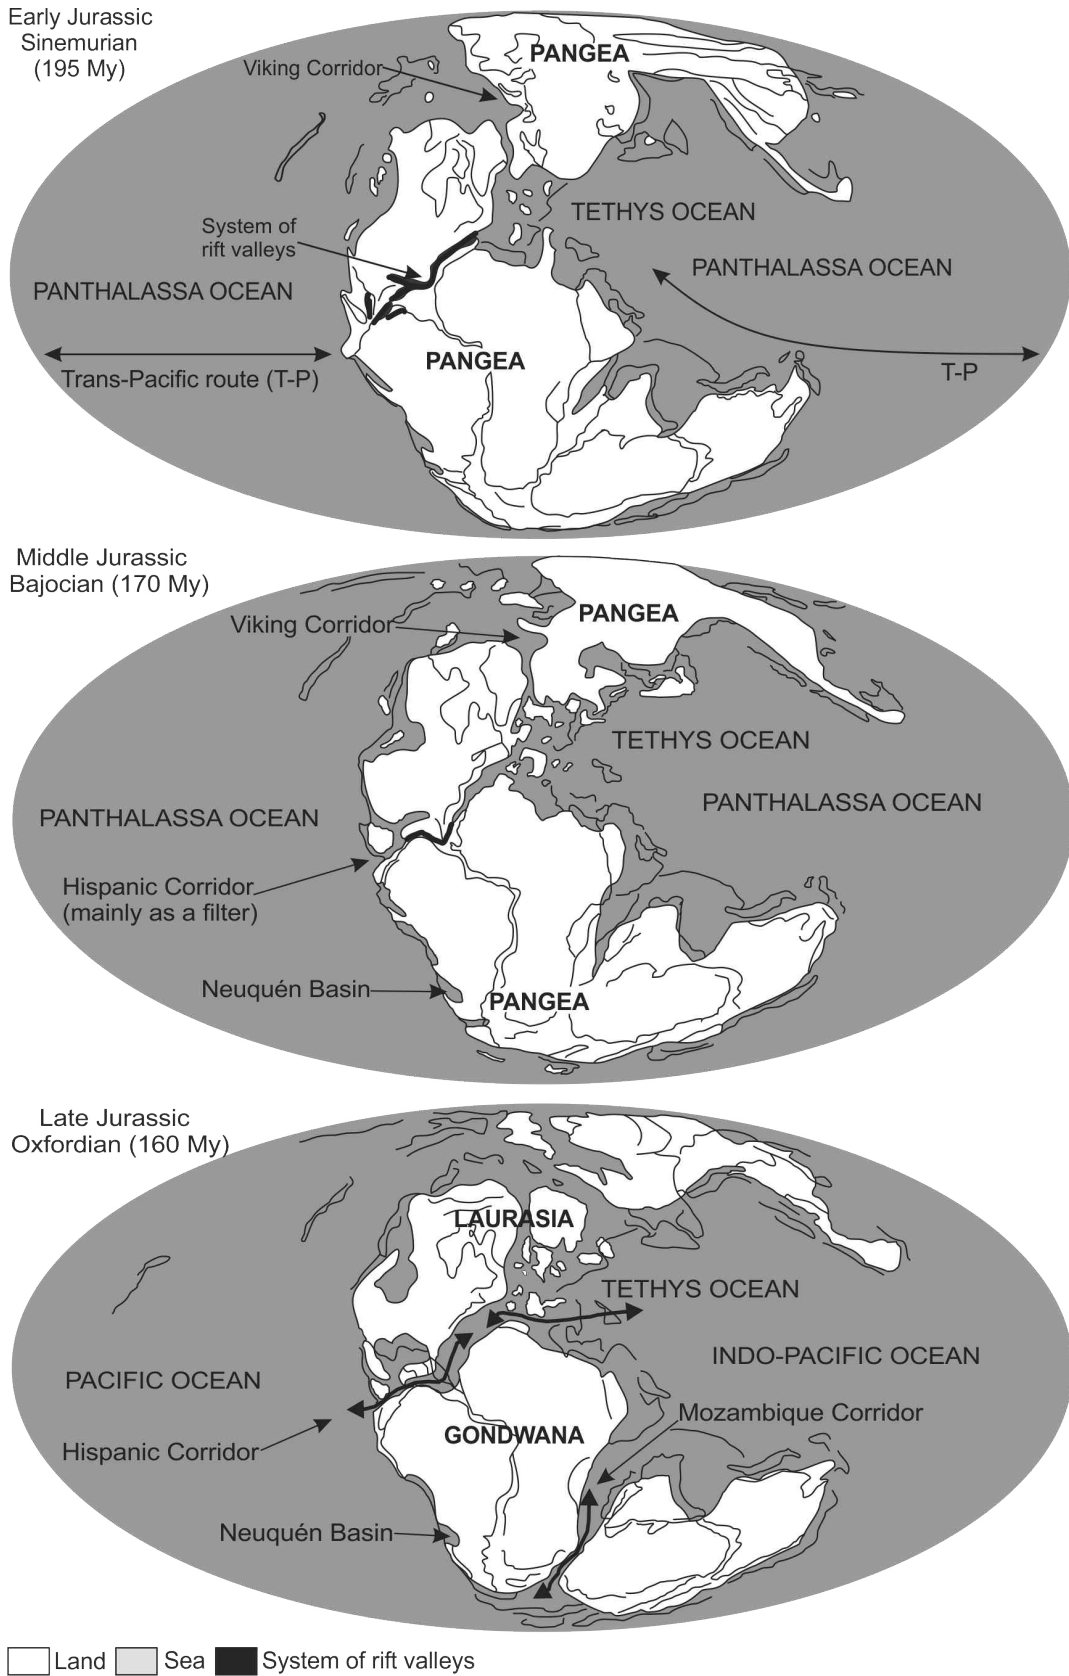 Early Jurassic
Sinemurian
(195 My)
PANGEA
Viking Corridor
TETHYS OCEAN
System of
rift valleys
PANTHALASSA OCEAN
PANTHALASSA OCEAN
PANGEA
Trans-Pacific route (T-P)
T-P
Middle Jurassic
Bajocian (170 My)
PANGEA
Viking Corridor
TETHYS OCEAN
PANTHALASSA OCEAN
PANTHALASSA OCEAN
Hispanic Corridor
(mainly as a filter)
Neuquén Basin
PANGEA
Late Jurassic
Oxfordian (160 My)
LAURASIA
TETHYS OCEAN
INDO-PACIFIC OCEAN
PACIFIC OCEAN
Mozambique Corridor
GONDWANA
Hispanic Corridor
Neuquén Basin
Land Sea System of rift valleys